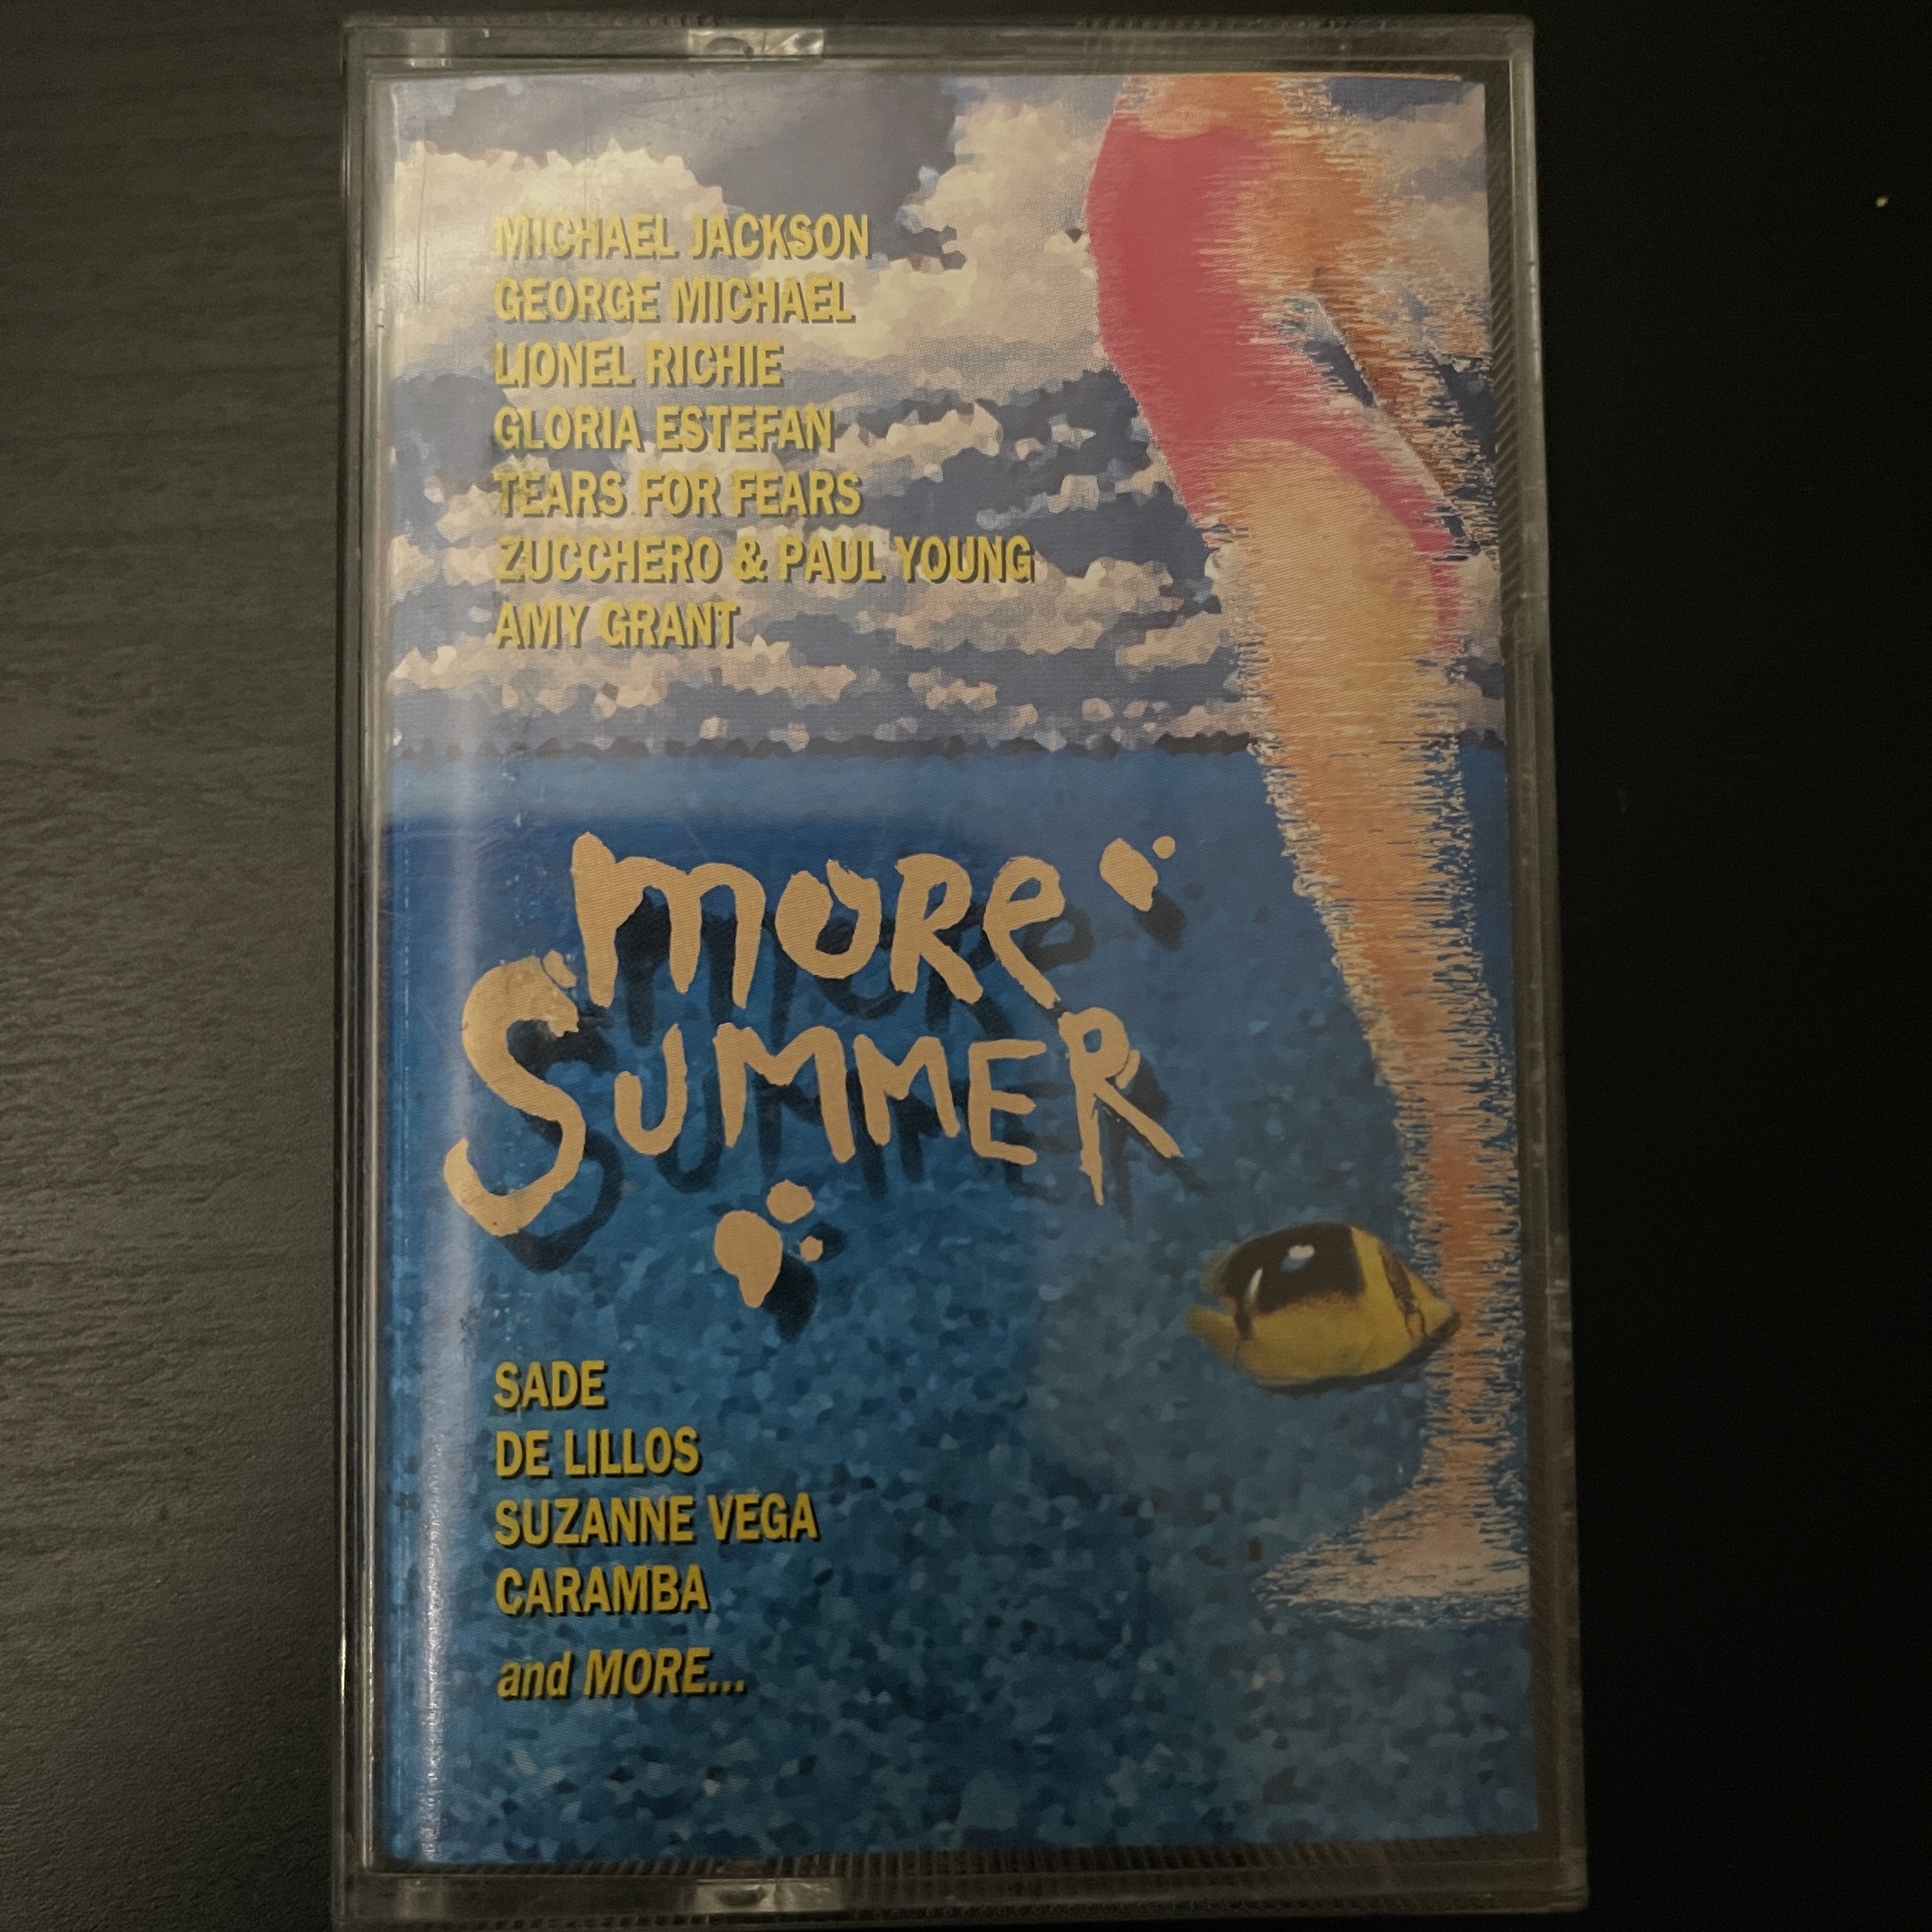 MICHAEL JACKSON
GEORGE MICHAEL
LIONEL RICHIE
GLORIA ESTEFAN
TEARS FOR FEARS
ZUCCHERO & PAUL YOUNG
AMY GRANT
MORE
SUMMER
SADE
DE LILLOS
SUZANNE VEGA
CARAMBA
and MORE...